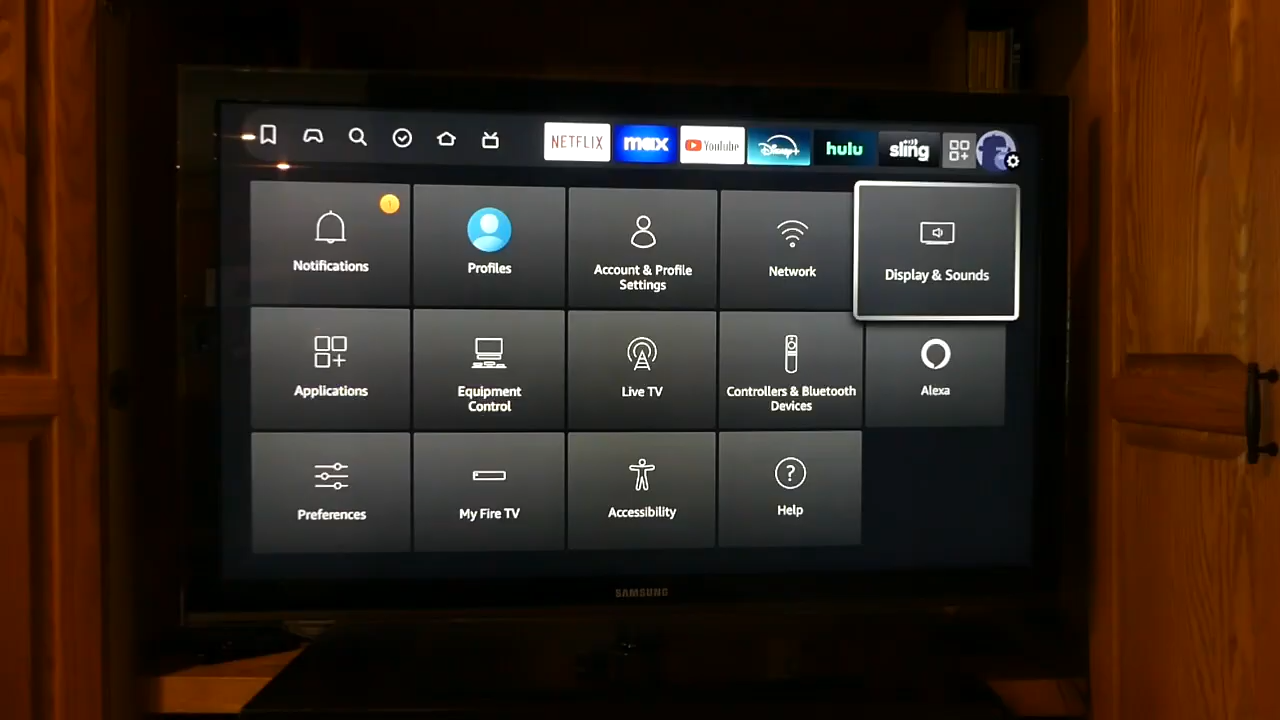 NETFLIX
max
YouTube
Disney+
hulu
sling
Notifications
Profiles
Account & Profile
Settings
Network
Display & Sounds
Applications
Equipment
Control
Live TV
Controllers & Bluetooth
Devices
Alexa
Preferences
My Fire TV
Accessibility
?
Help
SAMSUNG